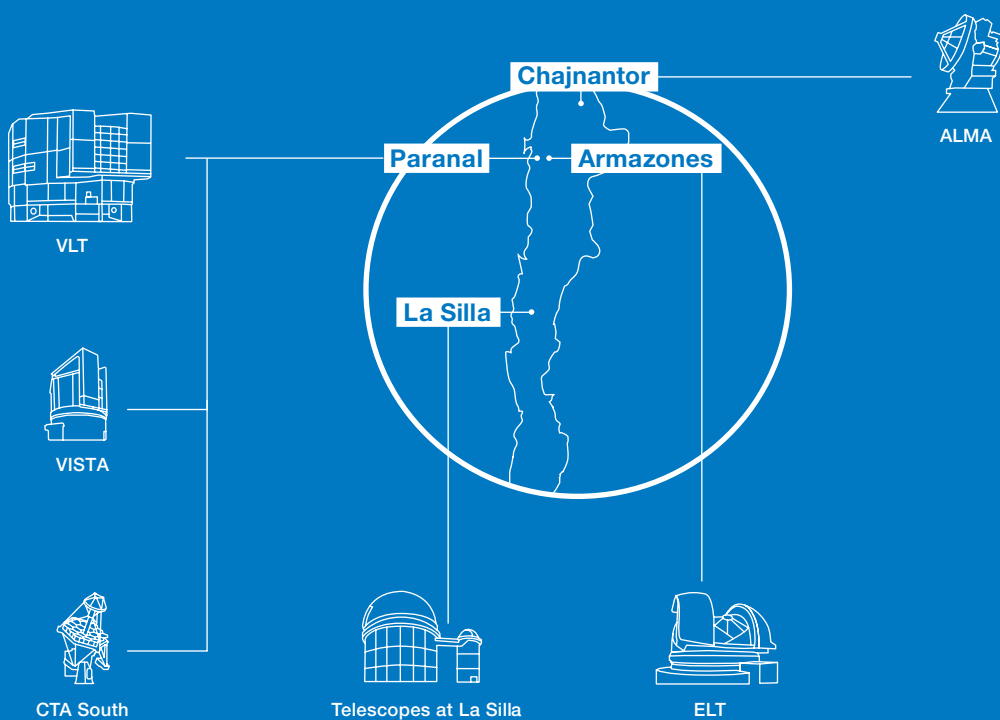 Chajnantor
ALMA
Paranal
Armazones
VLT
La Silla
VISTA
CTA South
Telescopes at La Silla
ELT